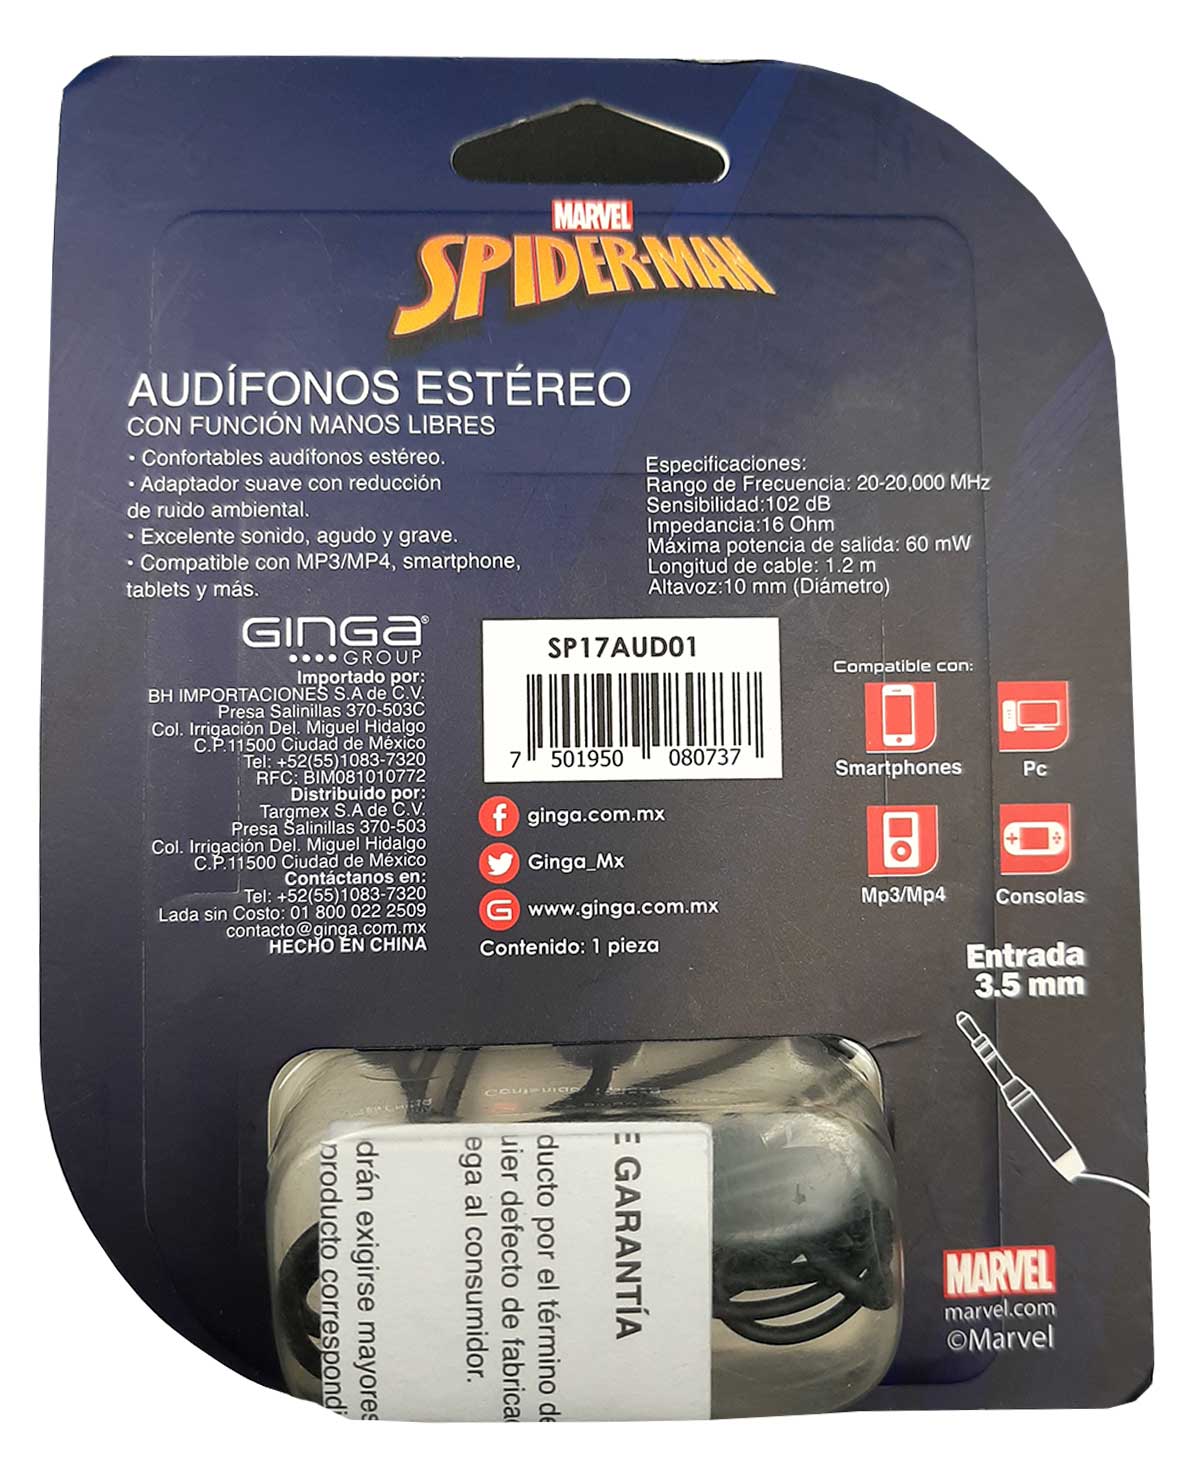 MARVEL
SPIDER-MAN
AUDÍFONOS ESTÉREO
CON FUNCIÓN MANOS LIBRES
• Confortables audífonos estéreo.
• Adaptador suave con reducción
de ruido ambiental.
• Excelente sonido, agudo y grave.
• Compatible con MP3/MP4, smartphone,
tablets y más.
Especificaciones:
Rango de Frecuencia: 20-20,000 MHz
Sensibilidad:102 dB
Impedancia:16 Ohm
Máxima potencia de salida: 60 mW
Longitud de cable: 1.2 m
Altavoz:10 mm (Diámetro)
GINGA®
GROUP
Importado por:
BH IMPORTACIONES S.A de C.V.
Presa Salinillas 370-503C
Col. Irrigación Del. Miguel Hidalgo
C.P.11500 Ciudad de México
Tel: +52(55)1083-7320
RFC: BIM081010772
Distribuido por:
Targmex S.A de C.V.
Presa Salinillas 370-503
Col. Irrigación Del. Miguel Hidalgo
C.P.11500 Ciudad de México
Contáctanos en:
Tel: +52(55)1083-7320
Lada sin Costo: 01 800 022 2509
contacto@ginga.com.mx
HECHO EN CHINA
SP17AUD01
7 501950 080737
ginga.com.mx
Ginga_Mx
www.ginga.com.mx
Contenido: 1 pieza
Compatible con:
Smartphones
Pc
Mp3/Mp4
Consolas
Entrada
3.5 mm
E GARANTÍA
ducto por el término de
uier defecto de fabrica
ega al consumidor.
drán exigirse mayores
producto correspondi
MARVEL
marvel.com
©Marvel